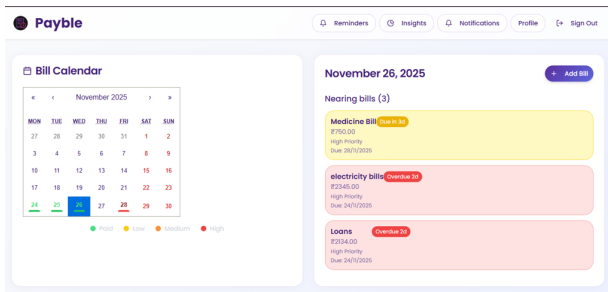 Payble
Reminders
Insights
Notifications
Profile
Sign Out
Bill Calendar
« ‹ November 2025 › »
MON TUE WED THU FRI SAT SUN
27 28 29 30 31 1 2
3 4 5 6 7 8 9
10 11 12 13 14 15 16
17 18 19 20 21 22 23
24 25 26 27 28 29 30
Paid Low Medium High
November 26, 2025
+ Add Bill
Nearing bills (3)
Medicine Bill Due in 3d
₹750.00
High Priority
Due: 28/11/2025
electricity bills Overdue 2d
₹2345.00
High Priority
Due: 24/11/2025
Loans Overdue 2d
₹2134.00
High Priority
Due: 24/11/2025